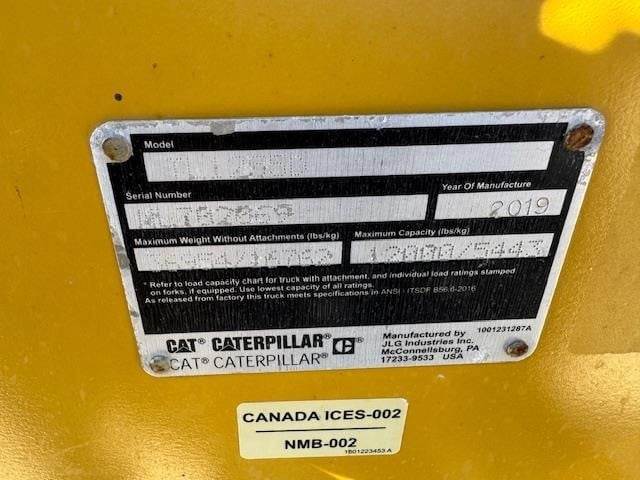 Model
Serial Number
Year Of Manufacture
2019
Maximum Weight Without Attachments (lbs/kg)
Maximum Capacity (lbs/kg)
12000/5443
* Refer to load capacity chart for truck with attachment, and individual load ratings stamped
on forks, if equipped. Use lowest capacity of all ratings.
As released from factory this truck meets specifications in ANSI / ITSDF B56.6-2016
CAT® CATERPILLAR®
CAT® CATERPILLAR®
Manufactured by
JLG Industries Inc.
McConnellsburg, PA
17233-9533 USA
1001231287A
CANADA ICES-002
NMB-002
1B01223453 A